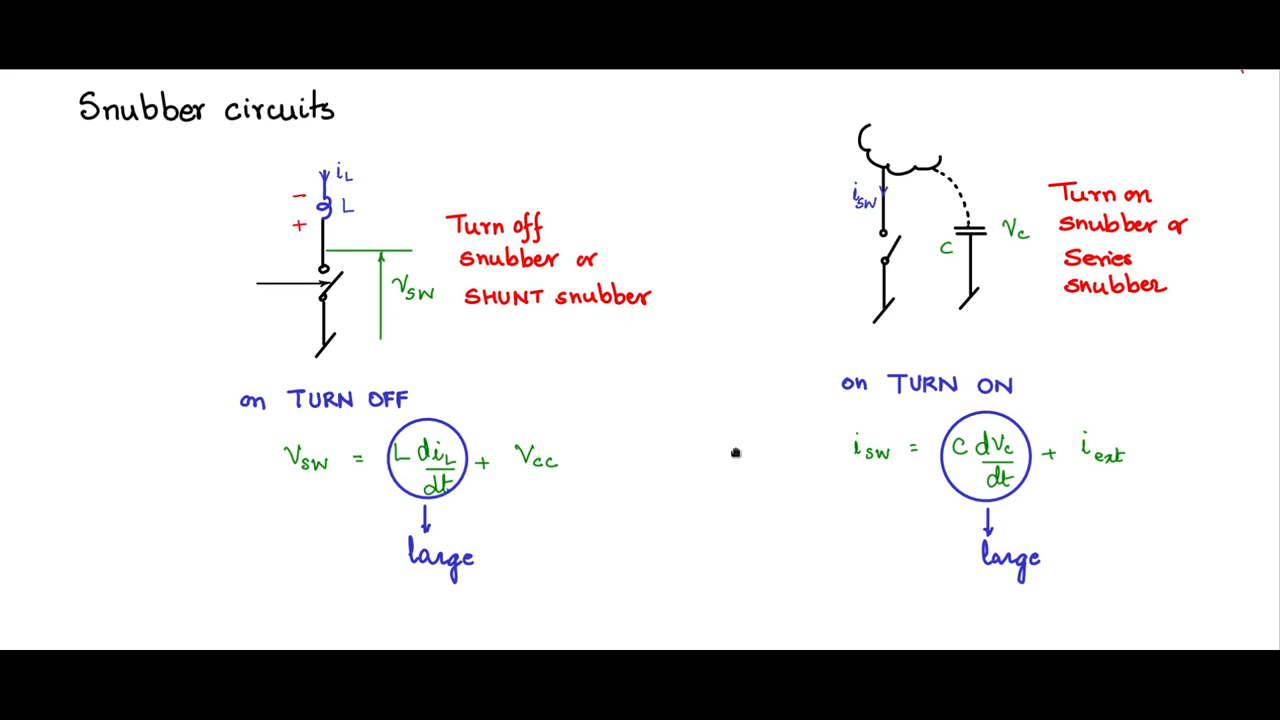 Snubber circuits
iL
−
L
+
VSW
Turn off
snubber or
SHUNT snubber
on TURN OFF
VSW = L diL/dt + VCC
large
iSW
C
VC
Turn on
snubber or
Series
snubber
on TURN ON
iSW = C dVC/dt + iext
large